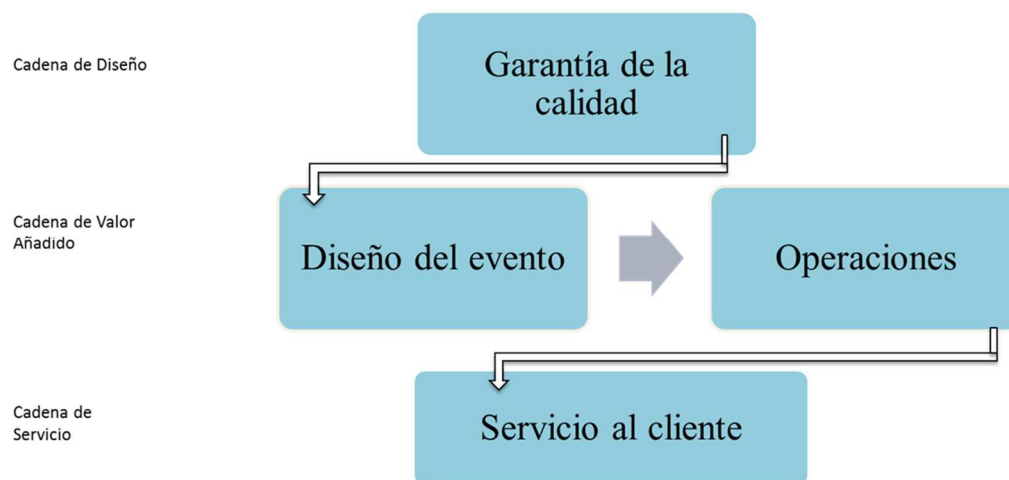 Cadena de Diseño
Garantía de la
calidad
Cadena de Valor
Añadido
Diseño del evento
Operaciones
Cadena de
Servicio
Servicio al cliente